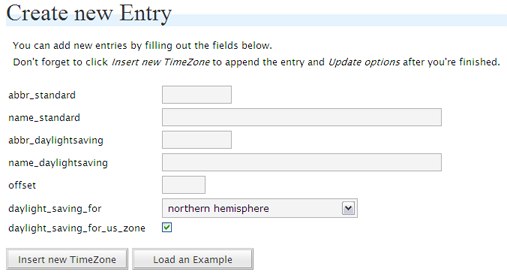 Create new Entry
You can add new entries by filling out the fields below.
Don't forget to click Insert new TimeZone to append the entry and Update options after you're finished.
abbr_standard
name_standard
abbr_daylightsaving
name_daylightsaving
offset
daylight_saving_for northern hemisphere
daylight_saving_for_us_zone
Insert new TimeZone Load an Example